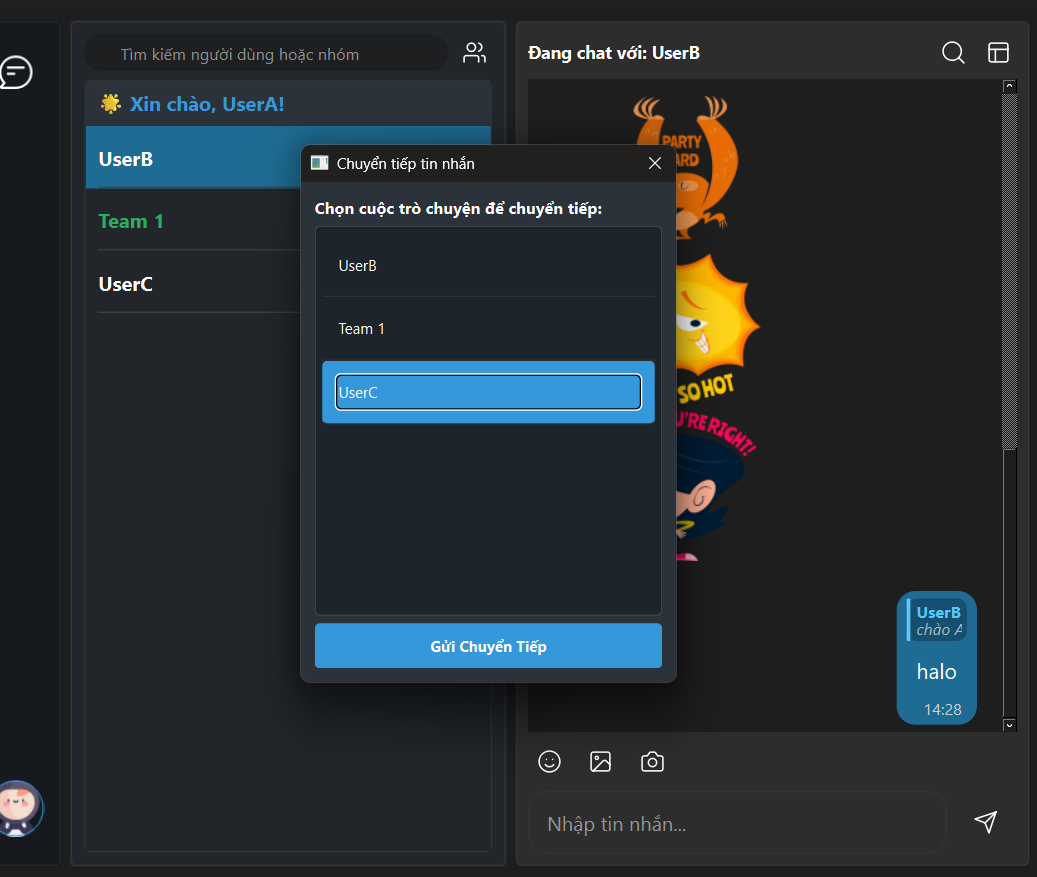 Tìm kiếm người dùng hoặc nhóm
🌟 Xin chào, UserA!
UserB
Team 1
UserC
Chuyển tiếp tin nhắn
Chọn cuộc trò chuyện để chuyển tiếp:
UserB
Team 1
UserC
Gửi Chuyển Tiếp
Đang chat với: UserB
PARTY
SO HOT
RIGHT!
UserB
chào A
halo
14:28
Nhập tin nhắn...